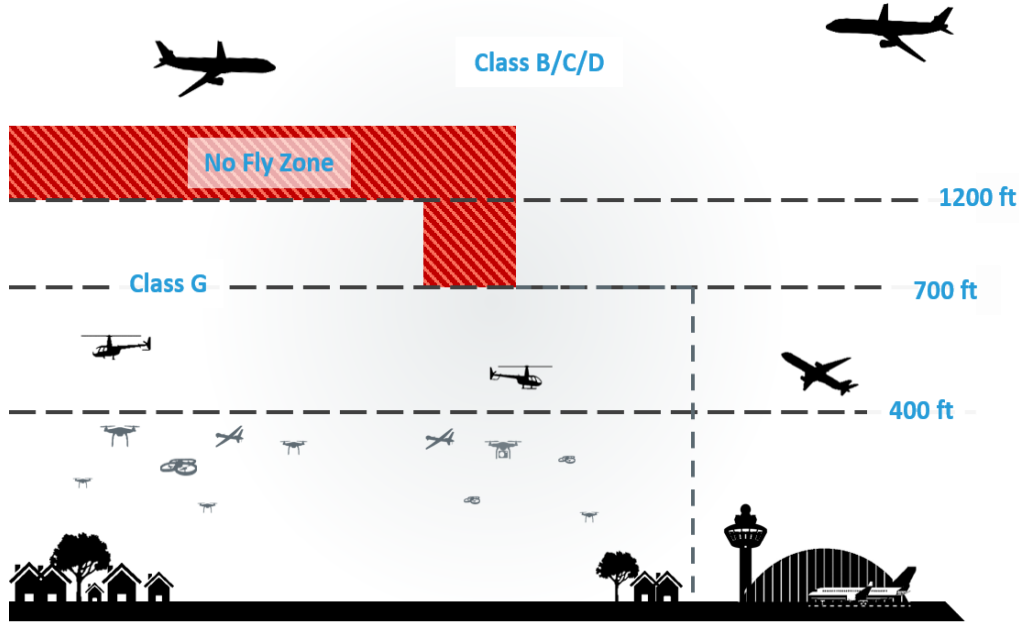 Class B/C/D
No Fly Zone
1200 ft
Class G
700 ft
400 ft